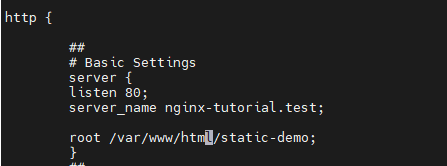 http {
##
# Basic Settings
server {
listen 80;
server_name nginx-tutorial.test;
root /var/www/html/static-demo;
}
##